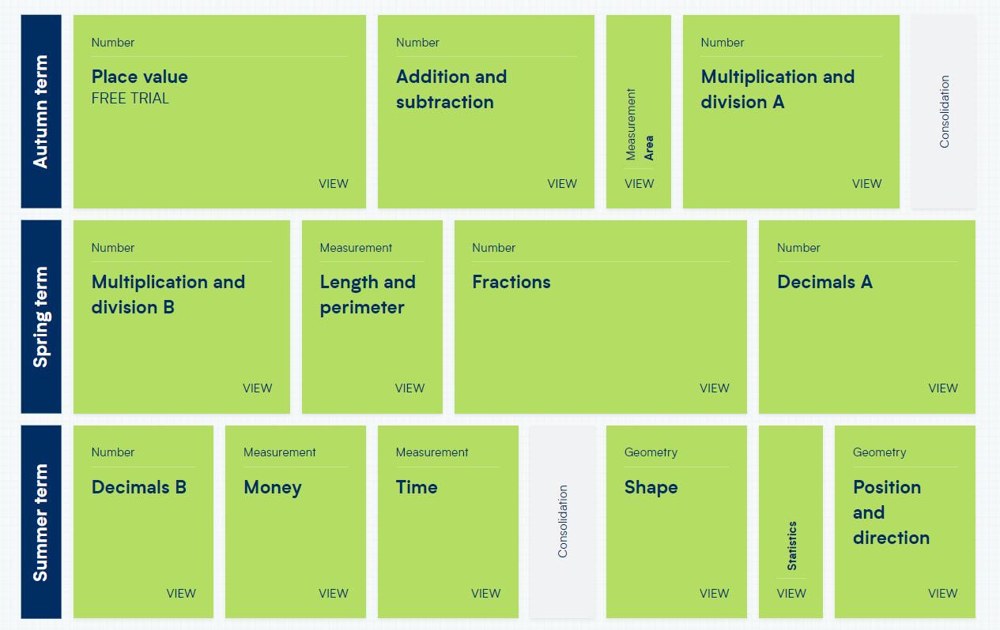 Autumn term
Number
Place value
FREE TRIAL
VIEW
Number
Addition and
subtraction
VIEW
Measurement
Area
VIEW
Number
Multiplication and
division A
VIEW
Consolidation
Spring term
Number
Multiplication and
division B
VIEW
Measurement
Length and
perimeter
VIEW
Number
Fractions
VIEW
Number
Decimals A
VIEW
Summer term
Number
Decimals B
VIEW
Measurement
Money
VIEW
Measurement
Time
VIEW
Consolidation
Geometry
Shape
VIEW
Statistics
VIEW
Geometry
Position
and
direction
VIEW